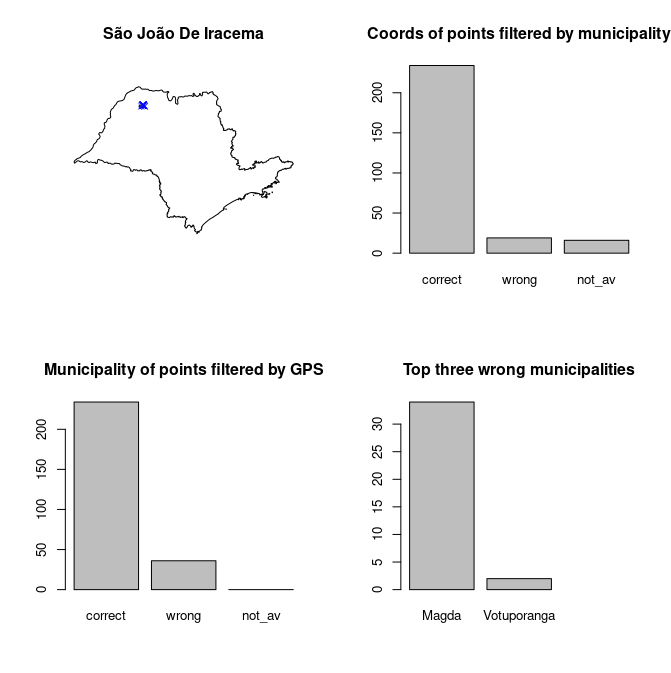 São João De Iracema
Coords of points filtered by municipality
200
150
100
50
0
correct wrong not_av
Municipality of points filtered by GPS
200
150
100
50
0
correct wrong not_av
Top three wrong municipalities
30
25
20
15
10
5
0
Magda Votuporanga